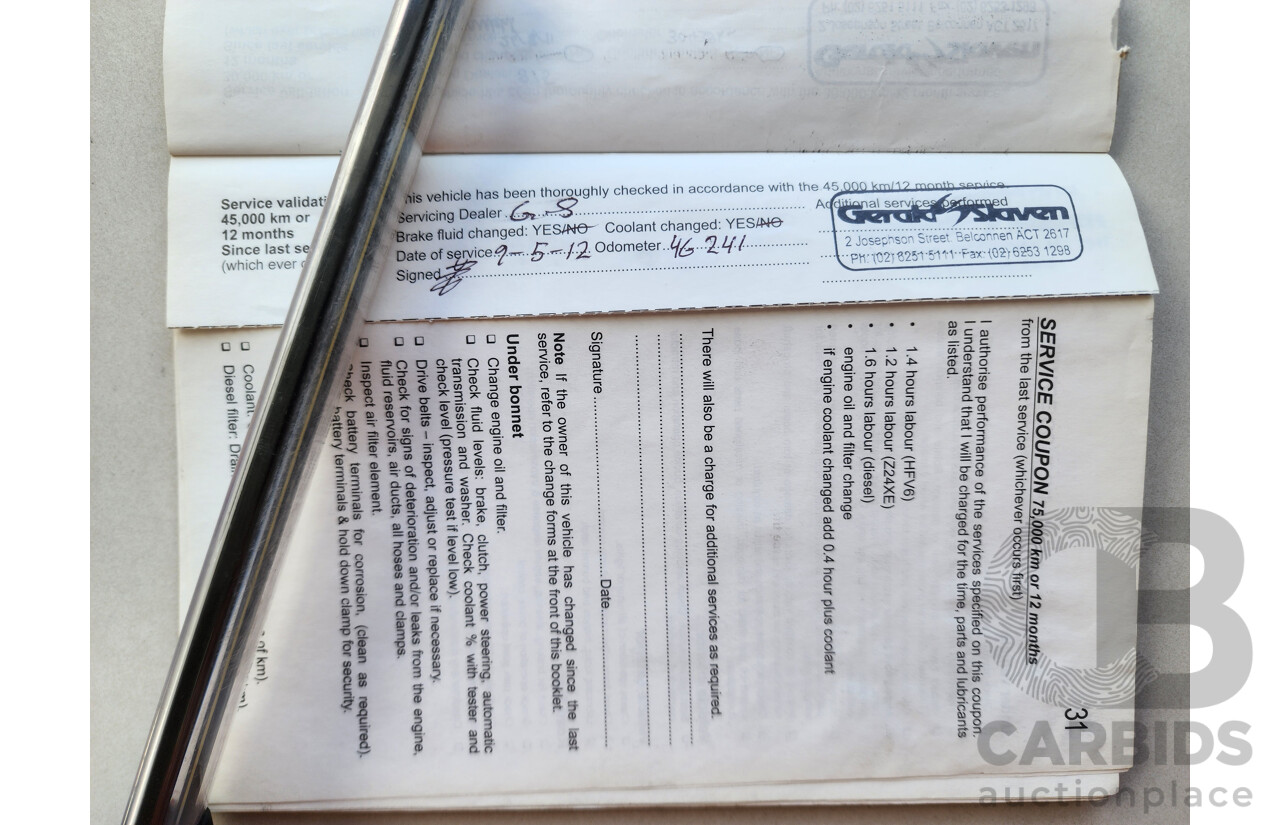 Service validati
45,000 km or
12 months
Since last se
(which ever
his vehicle has been thoroughly checked in accordance with the 45,000 km/12 month service.
Servicing Dealer G.S Additional services performed
Brake fluid changed: YES/NO Coolant changed: YES/NO
Date of service 9-5-12 Odometer 46 241
Signed
Gerald Slaven
2 Josephson Street Belconnen ACT 2617
PH: (02) 6251 5111 Fax: (02) 6253 1298
31
SERVICE COUPON 75,000 km or 12 months
from the last service (whichever occurs first)
I authorise performance of the services specified on this coupon.
I understand that I will be charged for the time, parts and lubricants
as listed.
• 1.4 hours labour (HFV6)
• 1.2 hours labour (Z24XE)
• 1.6 hours labour (diesel)
• engine oil and filter change
• if engine coolant changed add 0.4 hour plus coolant
There will also be a charge for additional services as required.
Signature Date
Note If the owner of this vehicle has changed since the last
service, refer to the change forms at the front of this booklet.
Under bonnet
❑ Change engine oil and filter.
❑ Check fluid levels: brake, clutch, power steering, automatic
transmission and washer. Check coolant % with tester and
check level (pressure test if level low).
❑ Drive belts – inspect, adjust or replace if necessary.
❑ Check for signs of deterioration and/or leaks from the engine,
fluid reservoirs, air ducts, all hoses and clamps.
❑ Inspect air filter element.
heck battery terminals for corrosion, (clean as required).
battery terminals & hold down clamp for security.
❑ Coolant:
of km).
❑ Diesel filter: Drai
CARBIDS
auctionplace